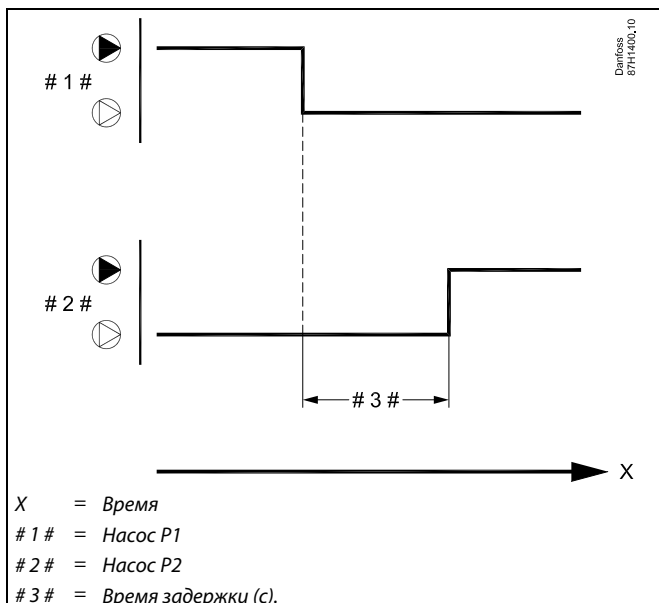 Danfoss
87H1400.10
# 1 #
# 2 #
# 3 #
X
X = Время
# 1 # = Насос P1
# 2 # = Насос P2
# 3 # = Время задержки (с).